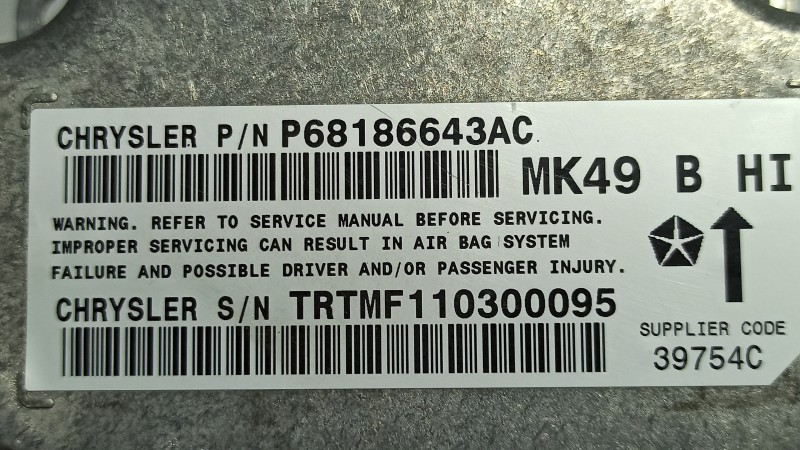 CHRYSLER P/N P68186643AC
MK49 B HI
WARNING. REFER TO SERVICE MANUAL BEFORE SERVICING.
IMPROPER SERVICING CAN RESULT IN AIR BAG SYSTEM
FAILURE AND POSSIBLE DRIVER AND/OR PASSENGER INJURY.
CHRYSLER S/N TRTMF110300095
SUPPLIER CODE
39754C